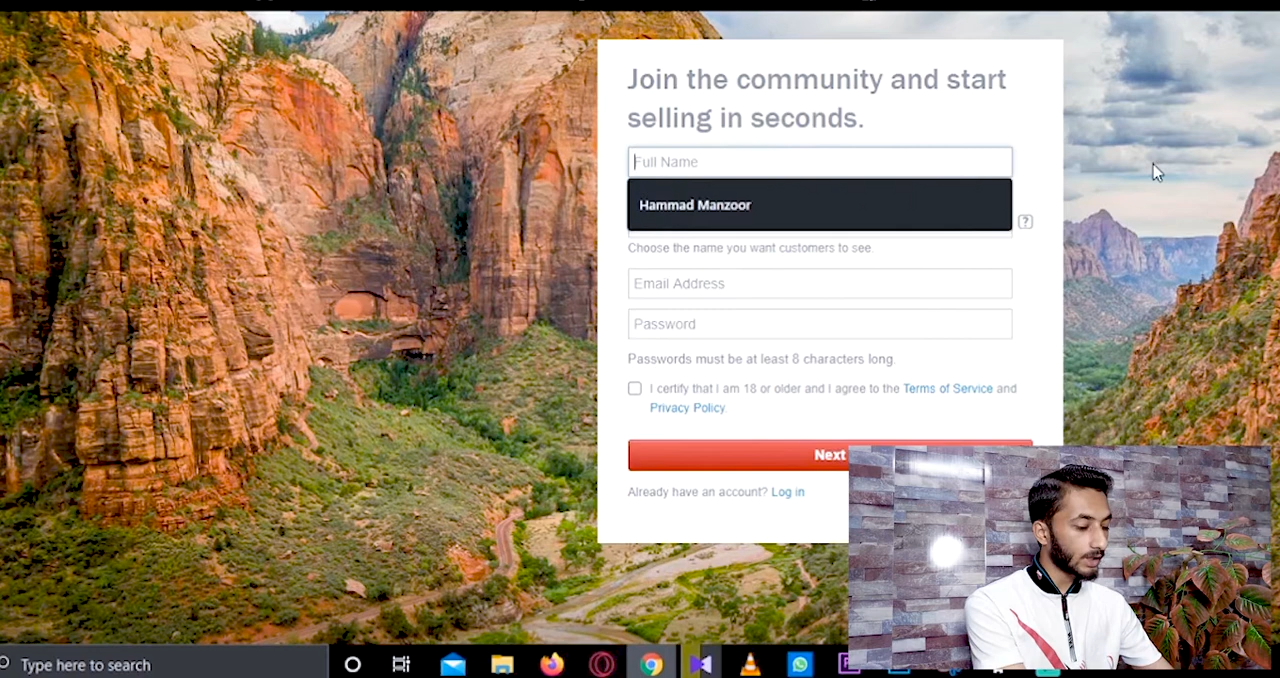 Join the community and start
selling in seconds.
Full Name
Hammad Manzoor
?
Choose the name you want customers to see.
Email Address
Password
Passwords must be at least 8 characters long.
I certify that I am 18 or older and I agree to the Terms of Service and
Privacy Policy.
Next
Already have an account? Log in
Type here to search